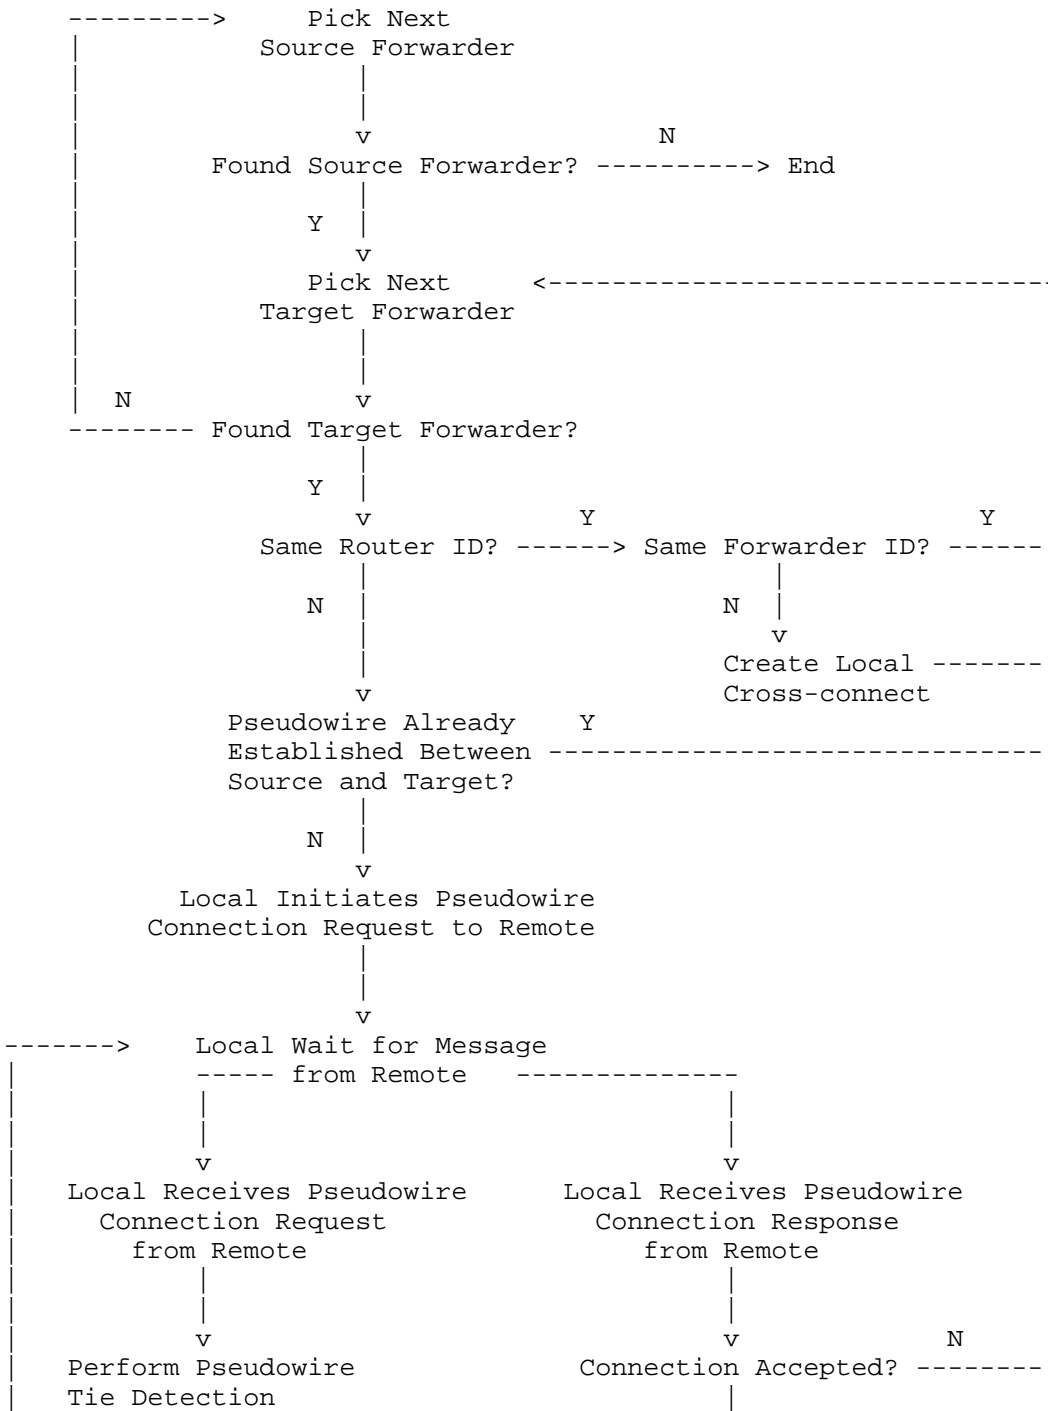 ---------> Pick Next
| Source Forwarder
| |
| |
| v N
| Found Source Forwarder? ----------> End
| |
| Y |
| v
| Pick Next <--------------------------------
| Target Forwarder
| |
| |
| N v
-------- Found Target Forwarder?
|
Y |
v Y Y
Same Router ID? ------> Same Forwarder ID? ------
| |
N | N |
| v
| Create Local -------
v Cross-connect
Pseudowire Already Y
Established Between -------------------------------
Source and Target?
|
N |
v
Local Initiates Pseudowire
Connection Request to Remote
|
|
v
-------> Local Wait for Message
| ----- from Remote --------------
| | |
| | |
| v v
| Local Receives Pseudowire Local Receives Pseudowire
| Connection Request Connection Response
| from Remote from Remote
| | |
| | |
| v v N
| Perform Pseudowire Connection Accepted? --------
| Tie Detection |